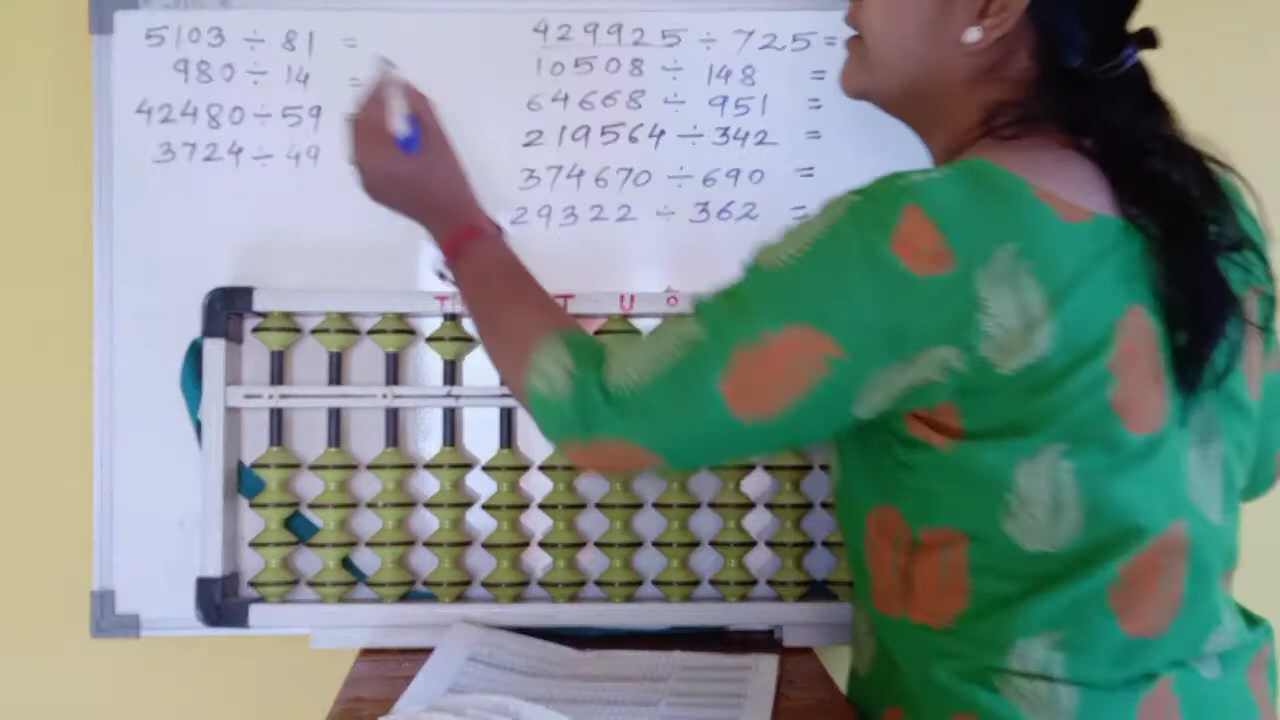 5103 ÷ 81 =
980 ÷ 14 =
42480 ÷ 59
3724 ÷ 49
429925 ÷ 725 =
10508 ÷ 148 =
64668 ÷ 951 =
219564 ÷ 342 =
374670 ÷ 690 =
29322 ÷ 362 =
T U